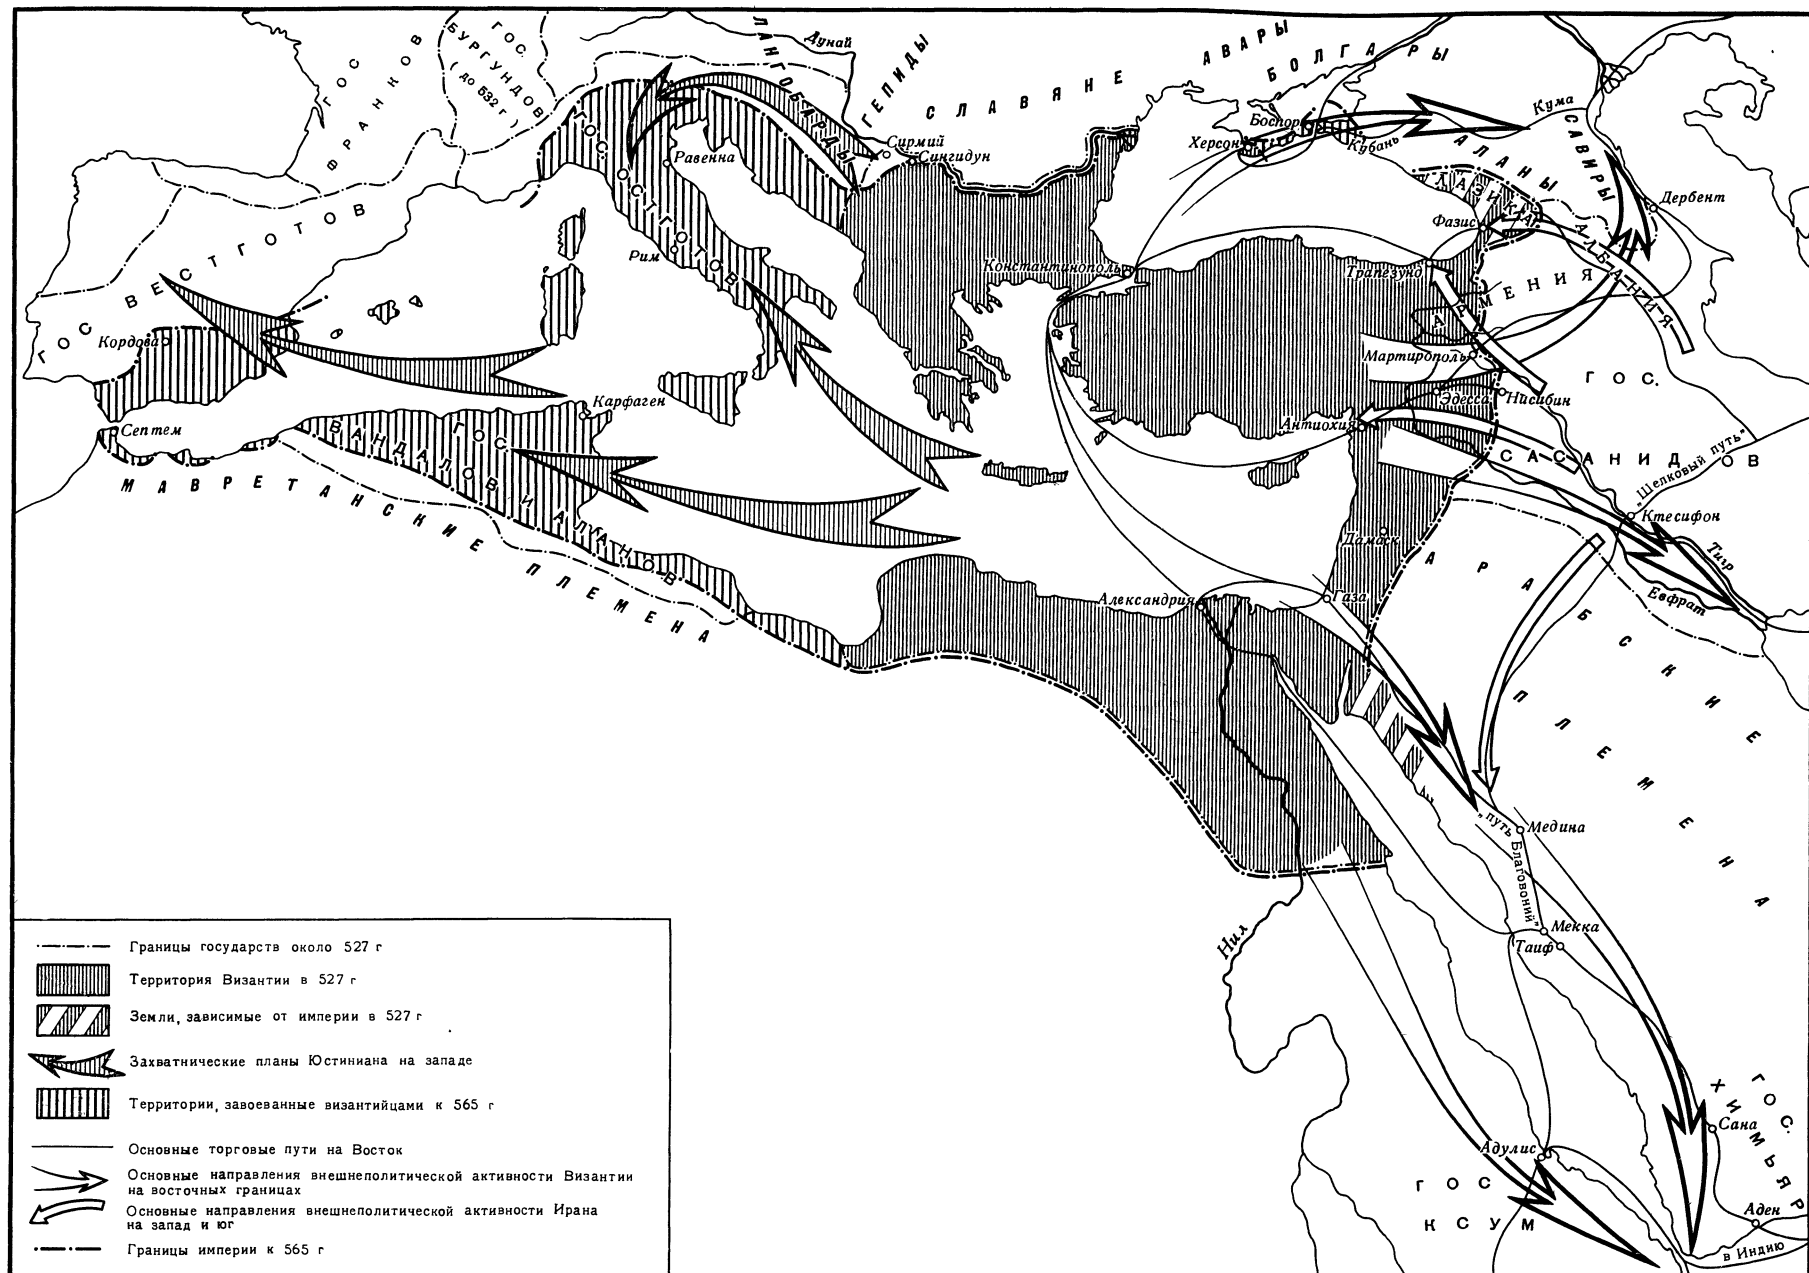 ГОС
ФРАНКОВ
ГОС.
БУРГУНДОВ
(до 532 г)
ЛАНГОБАРДЫ
Дунай
ГЕПИДЫ
СЛАВЯНЕ
АВАРЫ
БОЛГАРЫ
Боспор
Херсон
Кубань
Кума
АЛАНЫ
САВИРЫ
Дербент
ЛАЗИКА
Фазис
АЛБАНИЯ
Сирмий
Сингидун
ГОС. ОСТГОТОВ
Равенна
Рим
ГОС ВЕСТГОТОВ
Кордова
Септем
Константинополь
Трапезунд
АРМЕНИЯ
Мартирополь
Эдесса
Нисибин
Антиохия
ГОС.
САСАНИДОВ
„Шелковый путь”
Ктесифон
Тигр
Евфрат
Карфаген
ГОС.
ВАНДАЛОВ И АЛАНОВ
МАВРЕТАНСКИЕ ПЛЕМЕНА
Дамаск
Александрия
Газа
АРАБСКИЕ
ПЛЕМЕНА
„путь
Благовоний”
Медина
Мекка
Таиф
Нил
ГОС.
ХИМЬЯР
Сана
Адулис
ГОС
КСУМ
Аден
в Индию
Границы государств около 527 г
Территория Византии в 527 г
Земли, зависимые от империи в 527 г
Захватнические планы Юстиниана на западе
Территории, завоеванные византийцами к 565 г
Основные торговые пути на Восток
Основные направления внешнеполитической активности Византии
на восточных границах
Основные направления внешнеполитической активности Ирана
на запад и юг
Границы империи к 565 г